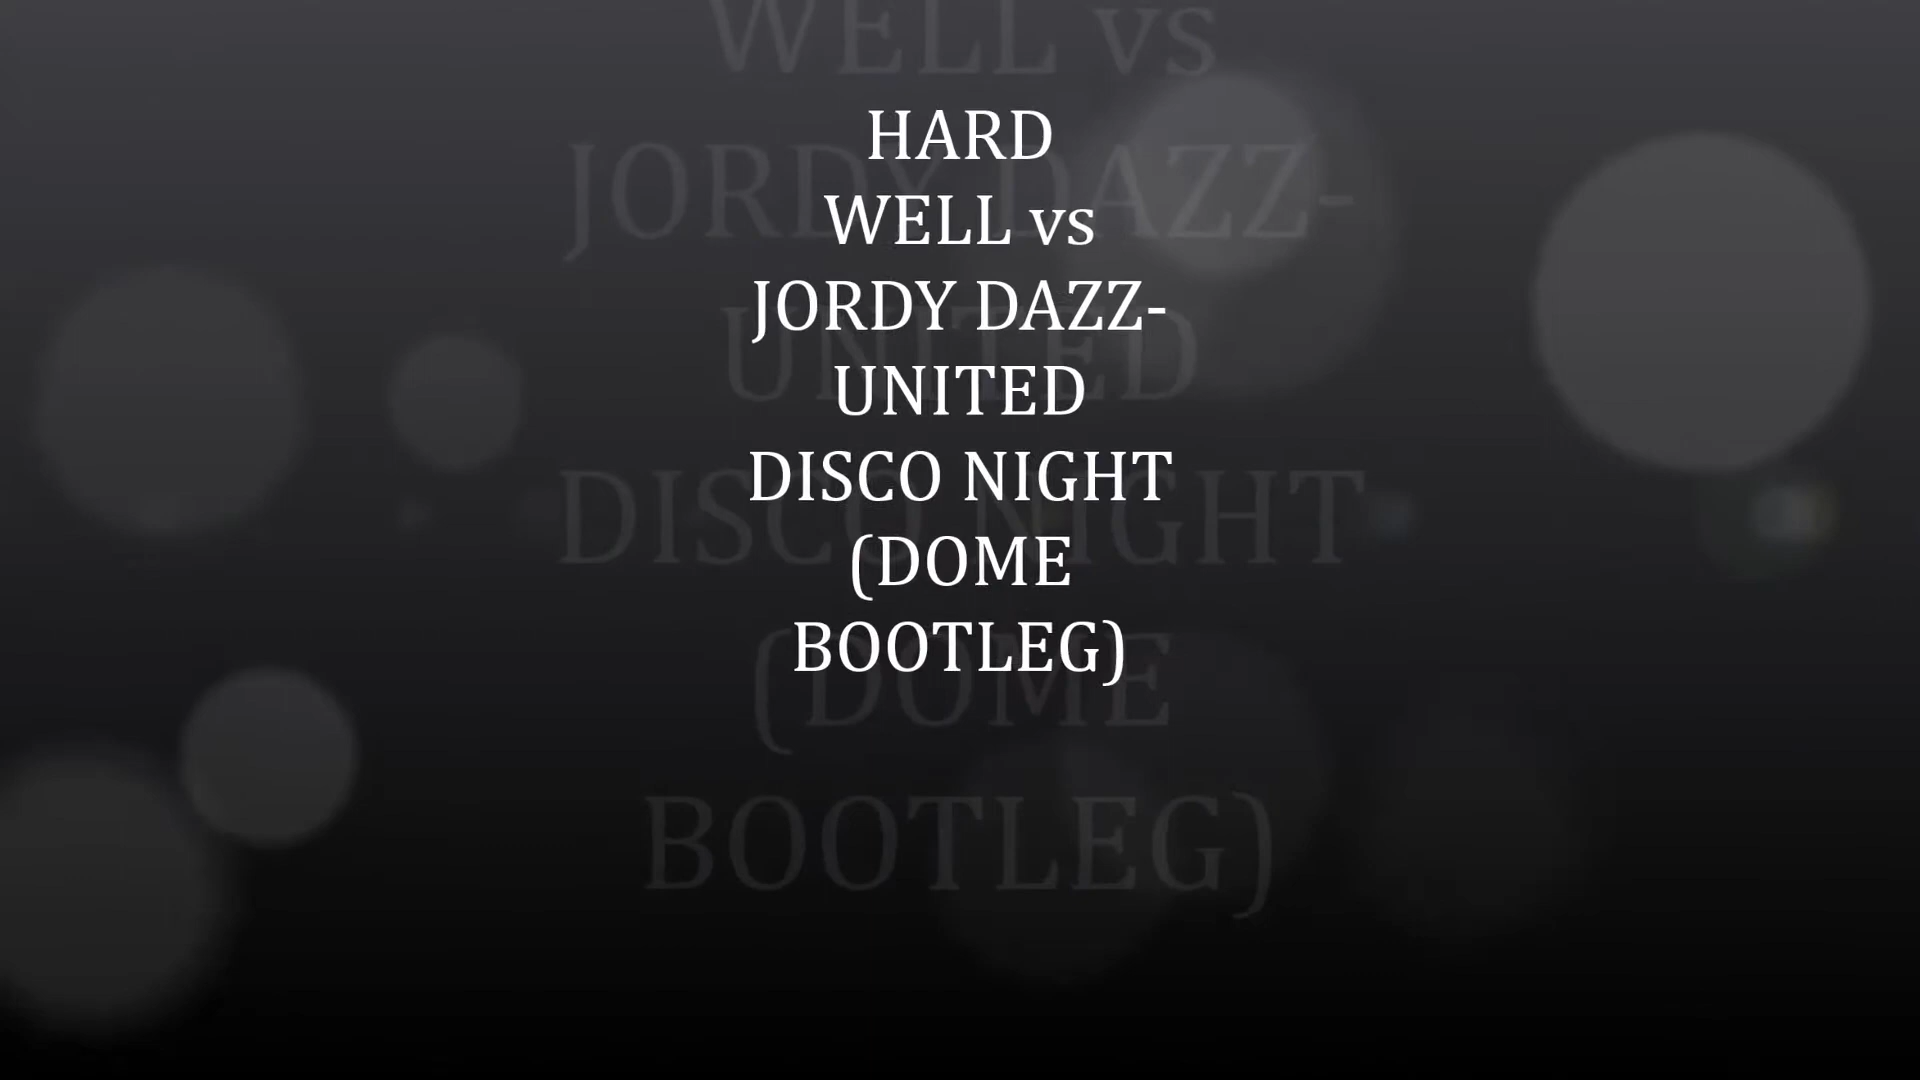 HARD
WELL vs
JORDY DAZZ-
UNITED
DISCO NIGHT
(DOME
BOOTLEG)